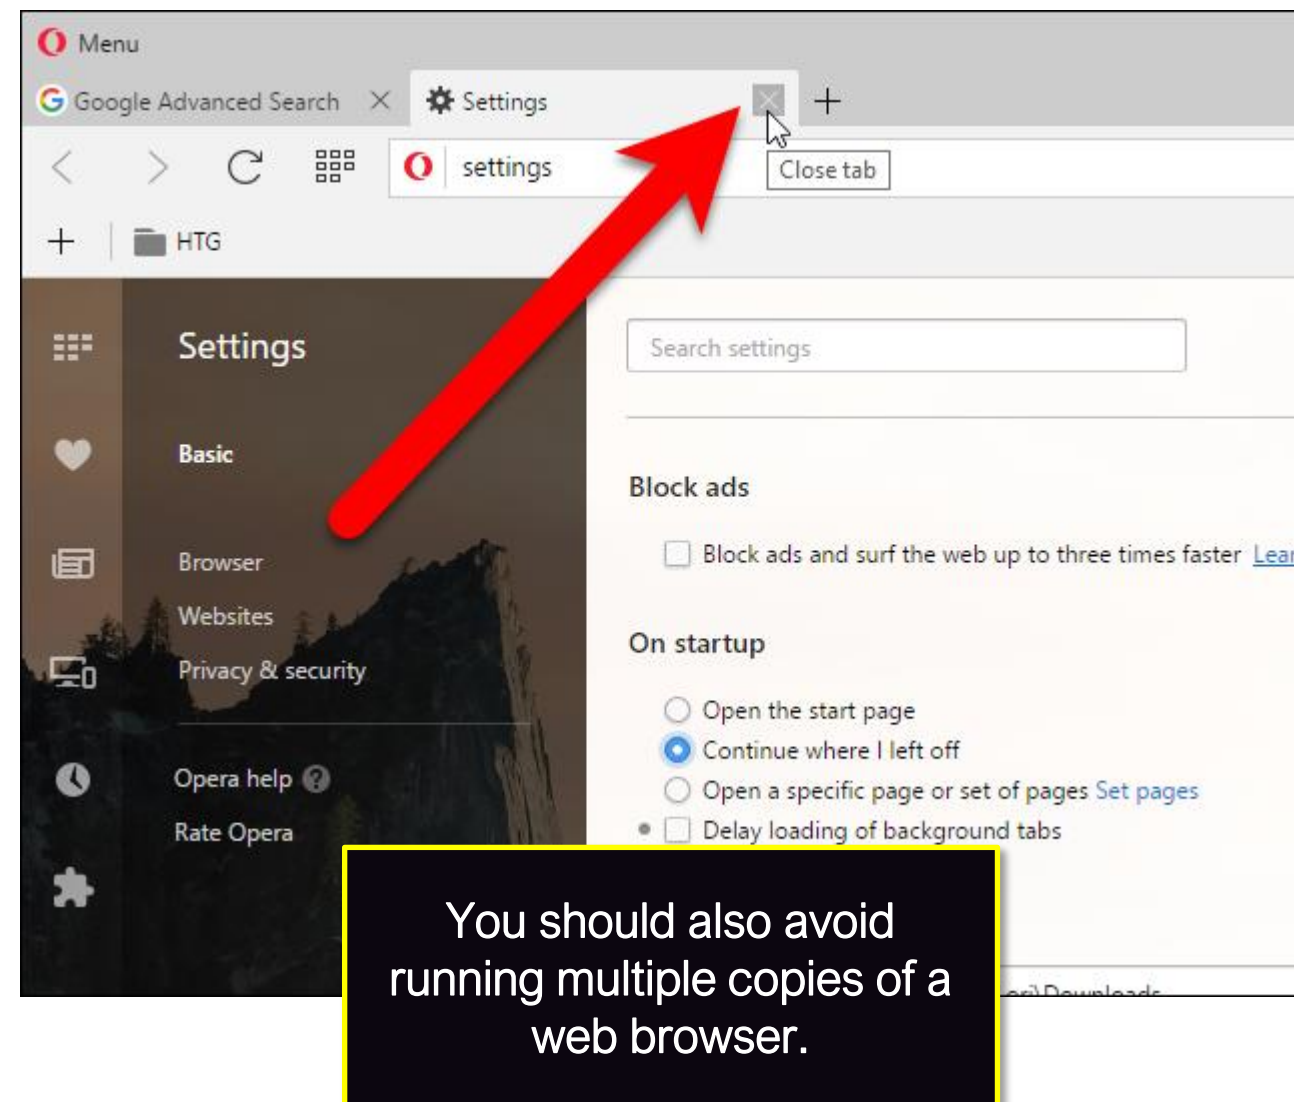 Menu
Google Advanced Search
Settings
settings
Close tab
HTG
Settings
Search settings
Basic
Block ads
Block ads and surf the web up to three times faster
Browser
Websites
On startup
Privacy & security
Open the start page
Continue where I left off
Opera help
Open a specific page or set of pages Set pages
Rate Opera
Delay loading of background tabs
You should also avoid
running multiple copies of a
web browser.